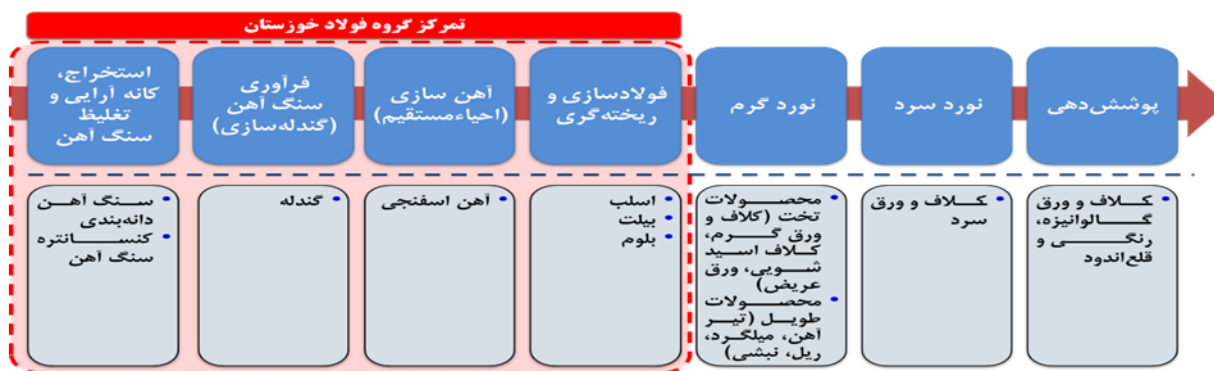 تمرکز گروه فولاد خوزستان
استخراج،
کانه آرایی و
تغلیظ
سنگ آهن
فرآوری
سنگ آهن
(گندله‌سازی)
آهن سازی
(احیاءمستقیم)
فولادسازی و
ریخته‌گری
نورد گرم
نورد سرد
پوشش‌دهی
• سنگ آهن
دانه‌بندی
• کنسانتره
سنگ آهن
• گندله
• آهن اسفنجی
• اسلب
• بیلت
• بلوم
• محصولات
تخت (کلاف و
ورق گرم،
کلاف اسید
شویی، ورق
عریض)
• محصولات
طویل (تیر
آهن، میلگرد،
ریل، نبشی)
• کلاف و ورق
سرد
• کلاف و ورق
گالوانیزه،
رنگی و
قلع‌اندود